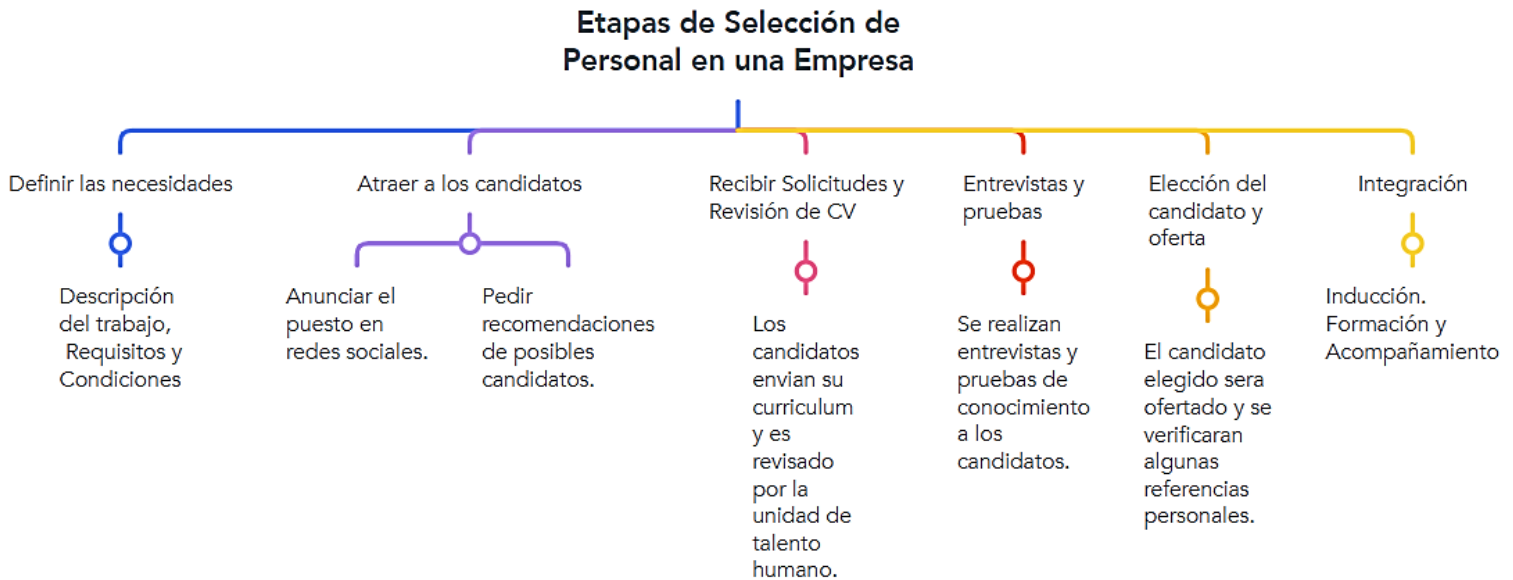 Etapas de Selección de
Personal en una Empresa
Definir las necesidades
Descripción
del trabajo,
Requisitos y
Condiciones
Atraer a los candidatos
Anunciar el
puesto en
redes sociales.
Pedir
recomendaciones
de posibles
candidatos.
Recibir Solicitudes y
Revisión de CV
Los
candidatos
envian su
curriculum
y es
revisado
por la
unidad de
talento
humano.
Entrevistas y
pruebas
Se realizan
entrevistas y
pruebas de
conocimiento
a los
candidatos.
Elección del
candidato y
oferta
El candidato
elegido sera
ofertado y se
verificaran
algunas
referencias
personales.
Integración
Inducción.
Formación y
Acompañamiento